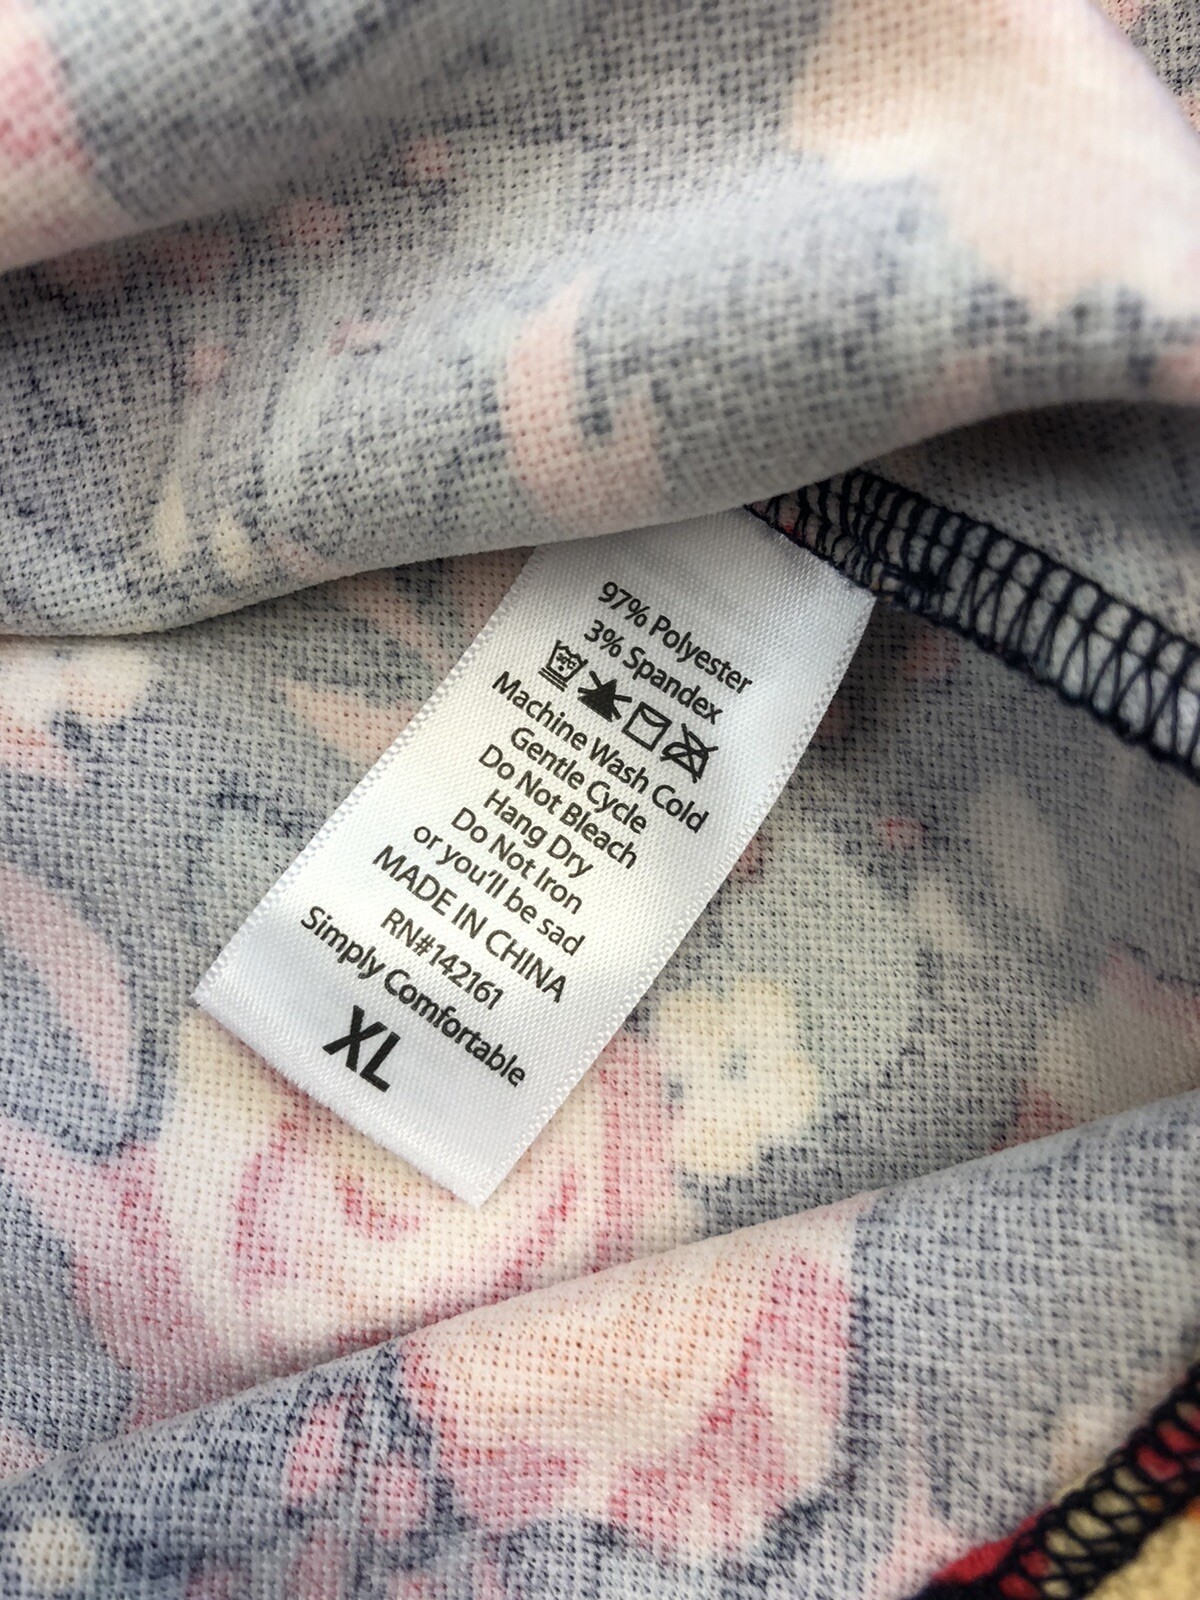 97% Polyester
3% Spandex
Machine Wash Cold
Gentle Cycle
Do Not Bleach
Hang Dry
Do Not Iron
or you'll be sad
MADE IN CHINA
RN#142161
Simply Comfortable
XL